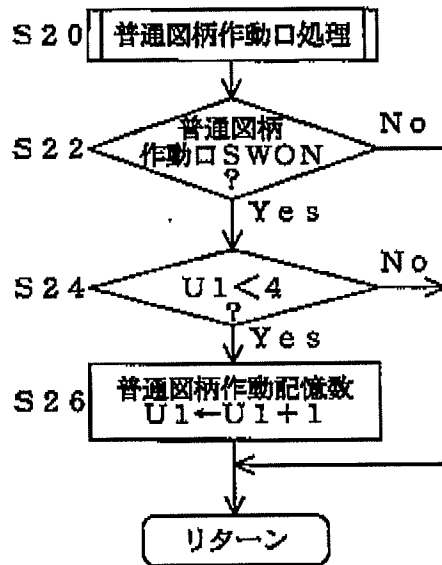 S20 普通図柄作動口処理
普通図柄
No
S22 作動口SWON
?
Yes
No
S24 U1<4
?
Yes
普通図柄作動記憶数
S26 U1←U1+1
リターン